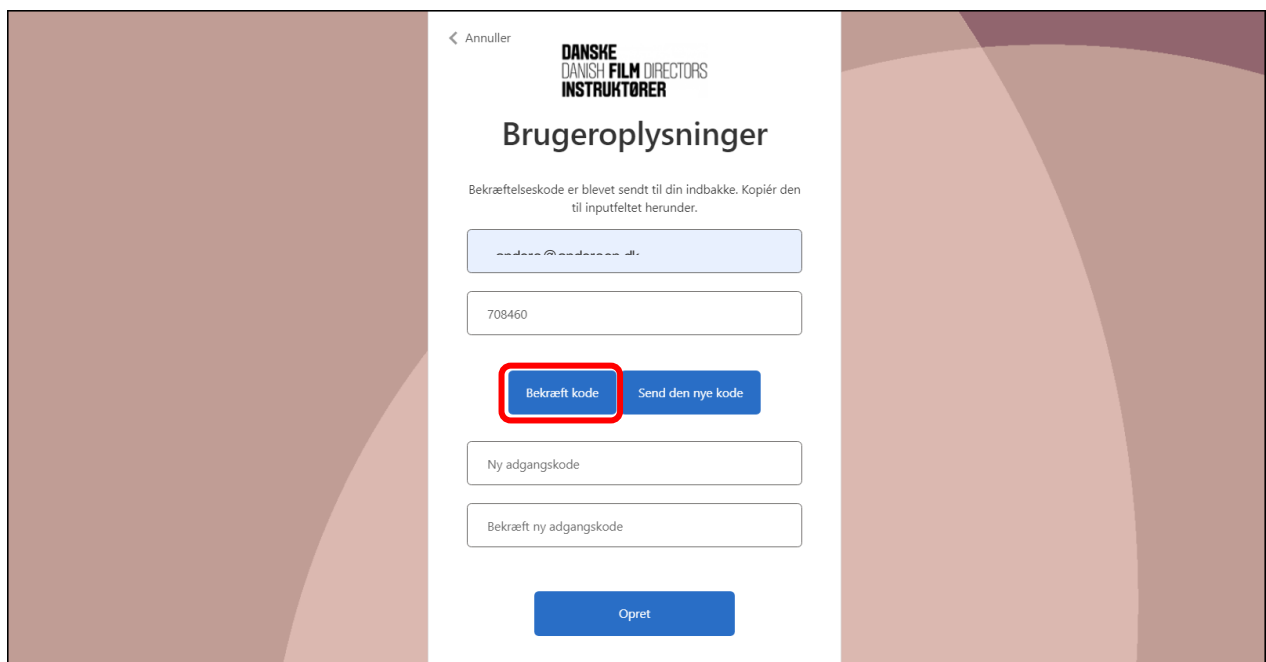 Annuller
DANSKE
DANISH FILM DIRECTORS
INSTRUKTØRER
Brugeroplysninger
Bekræftelseskode er blevet sendt til din indbakke. Kopiér den
til inputfeltet herunder.
708460
Bekræft kode
Send den nye kode
Ny adgangskode
Bekræft ny adgangskode
Opret